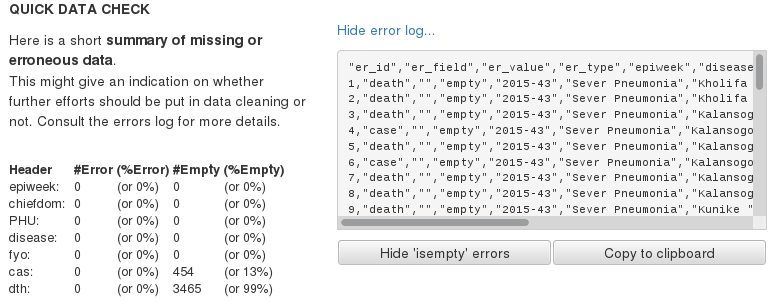 QUICK DATA CHECK
Here is a short summary of missing or
erroneous data.
This might give an indication on whether
further efforts should be put in data cleaning or
not. Consult the errors log for more details.
Header #Error (%Error) #Empty (%Empty)
epiweek: 0 (or 0%) 0 (or 0%)
chiefdom: 0 (or 0%) 0 (or 0%)
PHU: 0 (or 0%) 0 (or 0%)
disease: 0 (or 0%) 0 (or 0%)
fyo: 0 (or 0%) 0 (or 0%)
cas: 0 (or 0%) 454 (or 13%)
dth: 0 (or 0%) 3465 (or 99%)
Hide error log...
"er_id","er_field","er_value","er_type","epiweek","disease
1,"death","","empty","2015-43","Sever Pneumonia","Kholifa
2,"death","","empty","2015-43","Sever Pneumonia","Kholifa
3,"death","","empty","2015-43","Sever Pneumonia","Kalansog
4,"case","","empty","2015-43","Sever Pneumonia","Kalansogo
5,"death","","empty","2015-43","Sever Pneumonia","Kalansog
6,"case","","empty","2015-43","Sever Pneumonia","Kalansogo
7,"death","","empty","2015-43","Sever Pneumonia","Kalansog
8,"death","","empty","2015-43","Sever Pneumonia","Kalansog
9,"death","","empty","2015-43","Sever Pneumonia","Kunike "
Hide 'isempty' errors
Copy to clipboard